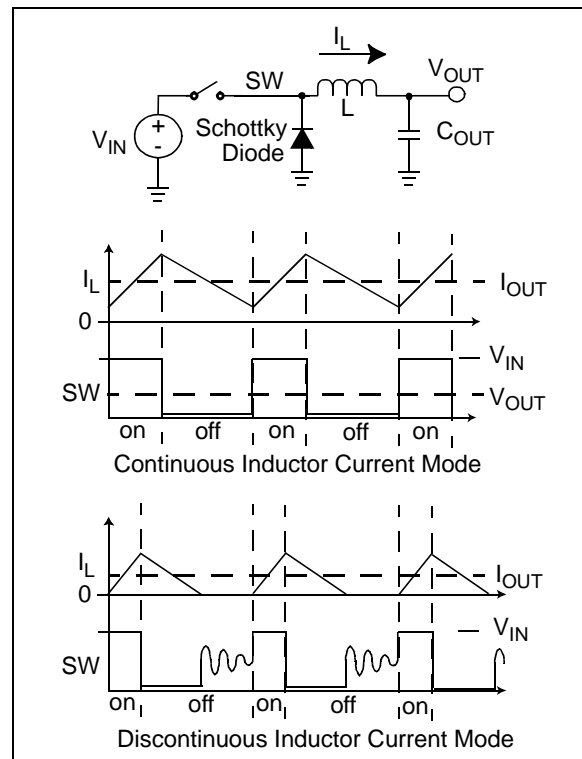 I_L
V_OUT
SW
L
+
-
V_IN
Schottky
Diode
C_OUT
I_L
I_OUT
0
V_IN
SW
V_OUT
on off on off on
Continuous Inductor Current Mode
I_L
I_OUT
0
V_IN
SW
on off on off on
Discontinuous Inductor Current Mode